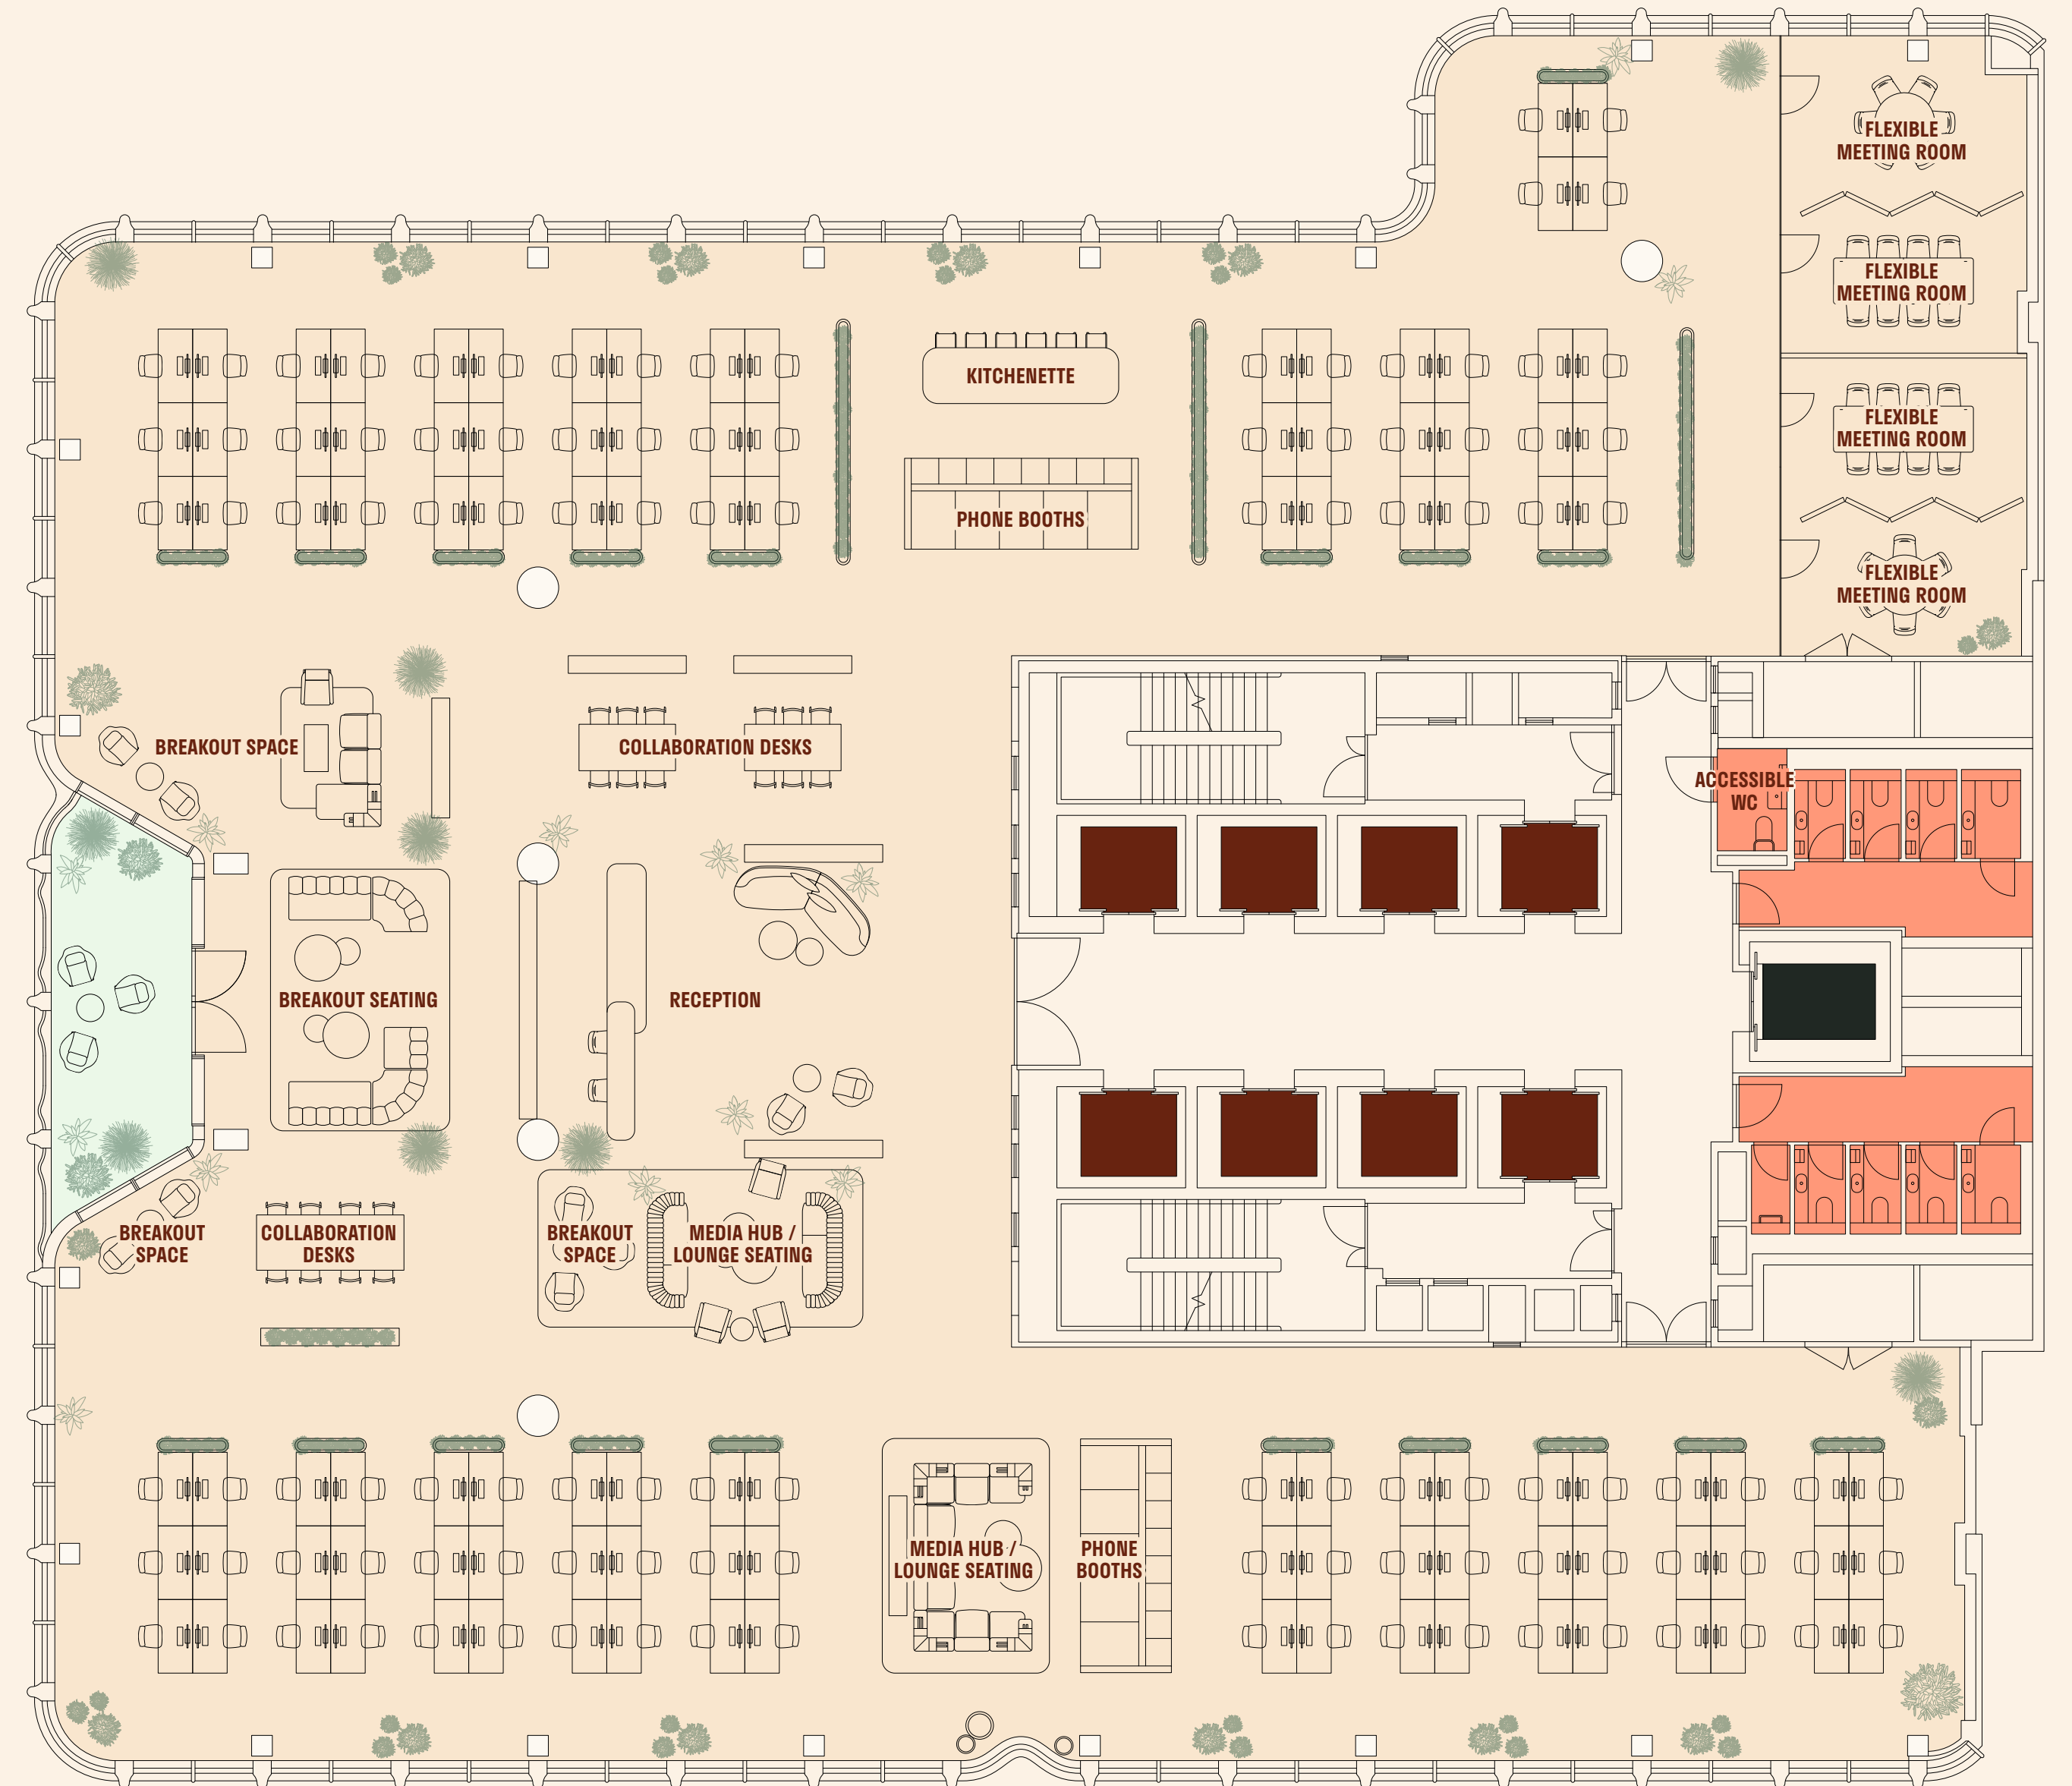 FLEXIBLE
MEETING ROOM
FLEXIBLE
MEETING ROOM
KITCHENETTE
FLEXIBLE
MEETING ROOM
PHONE BOOTHS
FLEXIBLE
MEETING ROOM
BREAKOUT SPACE
COLLABORATION DESKS
ACCESSIBLE
WC
BREAKOUT SEATING
RECEPTION
BREAKOUT
SPACE
COLLABORATION
DESKS
BREAKOUT
SPACE
MEDIA HUB /
LOUNGE SEATING
MEDIA HUB /
LOUNGE SEATING
PHONE
BOOTHS